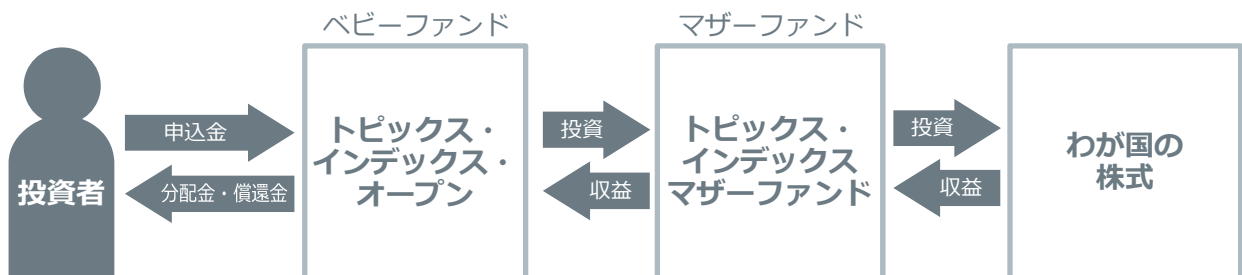 ベビーファンド
マザーファンド
投資者
申込金
分配金・償還金
トピックス・
インデックス・
オープン
投資
収益
トピックス・
インデックス
マザーファンド
投資
収益
わが国の
株式